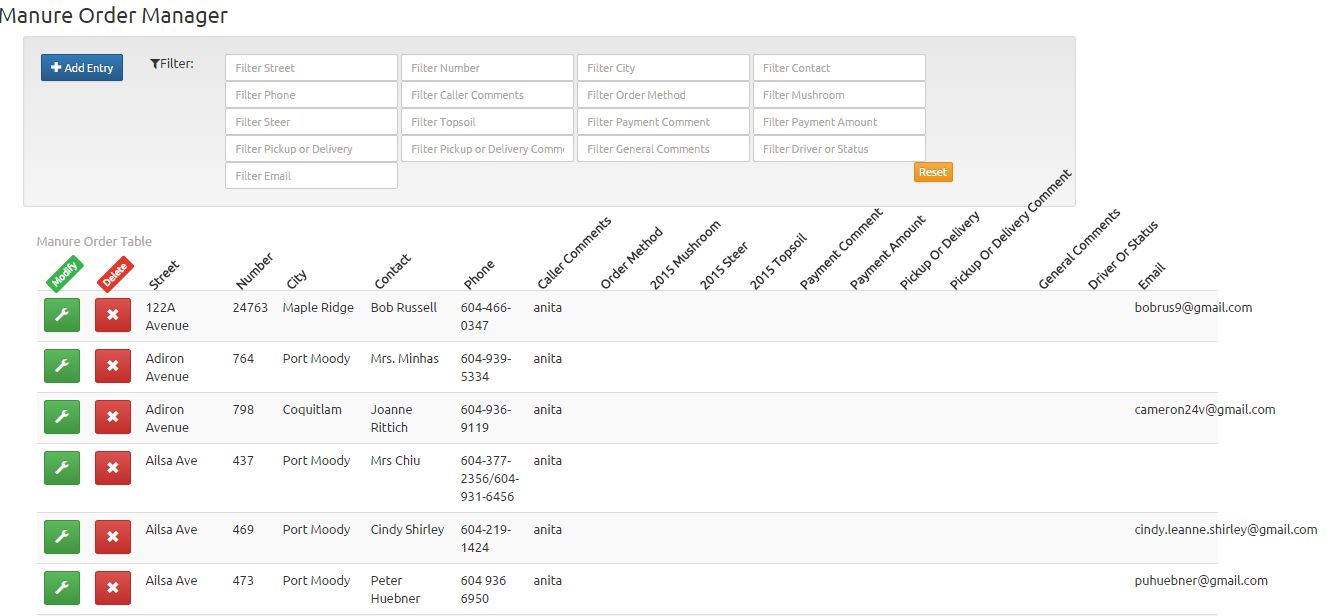 Manure Order Manager
Add Entry
Filter:
Filter Street Filter Number Filter City Filter Contact
Filter Phone Filter Caller Comments Filter Order Method Filter Mushroom
Filter Steer Filter Topsoil Filter Payment Comment Filter Payment Amount
Filter Pickup or Delivery Filter Pickup or Delivery Comme Filter General Comments Filter Driver or Status
Filter Email
Reset
Manure Order Table
Modify Delete Street Number City Contact Phone Caller Comments Order Method 2015 Mushroom 2015 Steer 2015 Topsoil Payment Comment Payment Amount Pickup Or Delivery Pickup Or Delivery Comment General Comments Driver Or Status Email
122A 24763 Maple Ridge Bob Russell 604-466- anita bobrus9@gmail.com
Avenue 0347
Adiron 764 Port Moody Mrs. Minhas 604-939- anita
Avenue 5334
Adiron 798 Coquitlam Joanne 604-936- anita cameron24v@gmail.com
Avenue Rittich 9119
Ailsa Ave 437 Port Moody Mrs Chiu 604-377- anita
2356/604-
931-6456
Ailsa Ave 469 Port Moody Cindy Shirley 604-219- anita cindy.leanne.shirley@gmail.com
1424
Ailsa Ave 473 Port Moody Peter 604 936 anita puhuebner@gmail.com
Huebner 6950